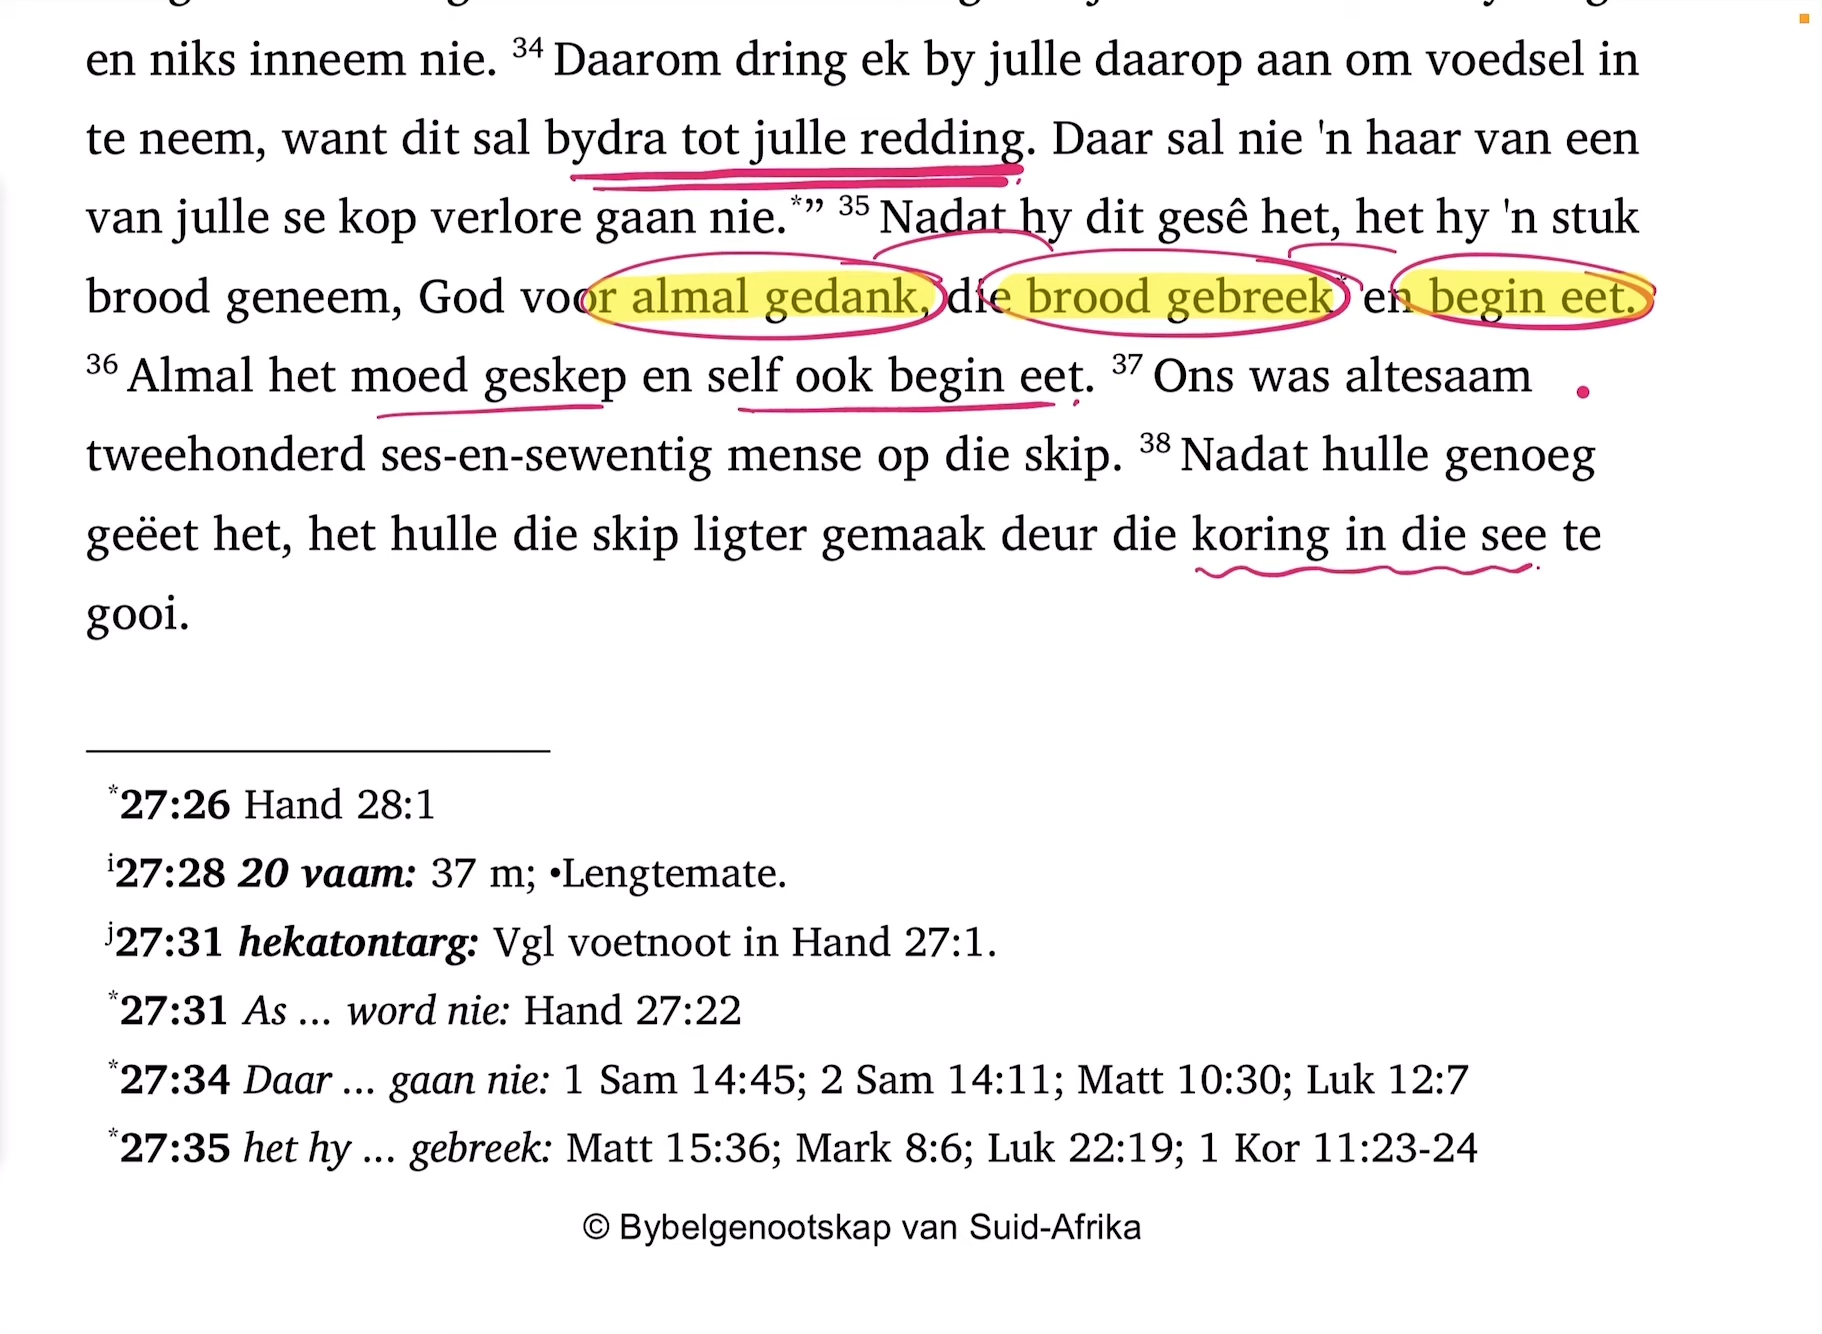 en niks inneem nie. 34 Daarom dring ek by julle daarop aan om voedsel in
te neem, want dit sal bydra tot julle redding. Daar sal nie 'n haar van een
van julle se kop verlore gaan nie.*” 35 Nadat hy dit gesê het, het hy 'n stuk
brood geneem, God voor almal gedank, die brood gebreek* en begin eet.
36 Almal het moed geskep en self ook begin eet. 37 Ons was altesaam
tweehonderd ses-en-sewentig mense op die skip. 38 Nadat hulle genoeg
geëet het, het hulle die skip ligter gemaak deur die koring in die see te
gooi.
*27:26 Hand 28:1
i27:28 20 vaam: 37 m; •Lengtemate.
j27:31 hekatontarg: Vgl voetnoot in Hand 27:1.
*27:31 As ... word nie: Hand 27:22
*27:34 Daar ... gaan nie: 1 Sam 14:45; 2 Sam 14:11; Matt 10:30; Luk 12:7
*27:35 het hy ... gebreek: Matt 15:36; Mark 8:6; Luk 22:19; 1 Kor 11:23-24
© Bybelgenootskap van Suid-Afrika